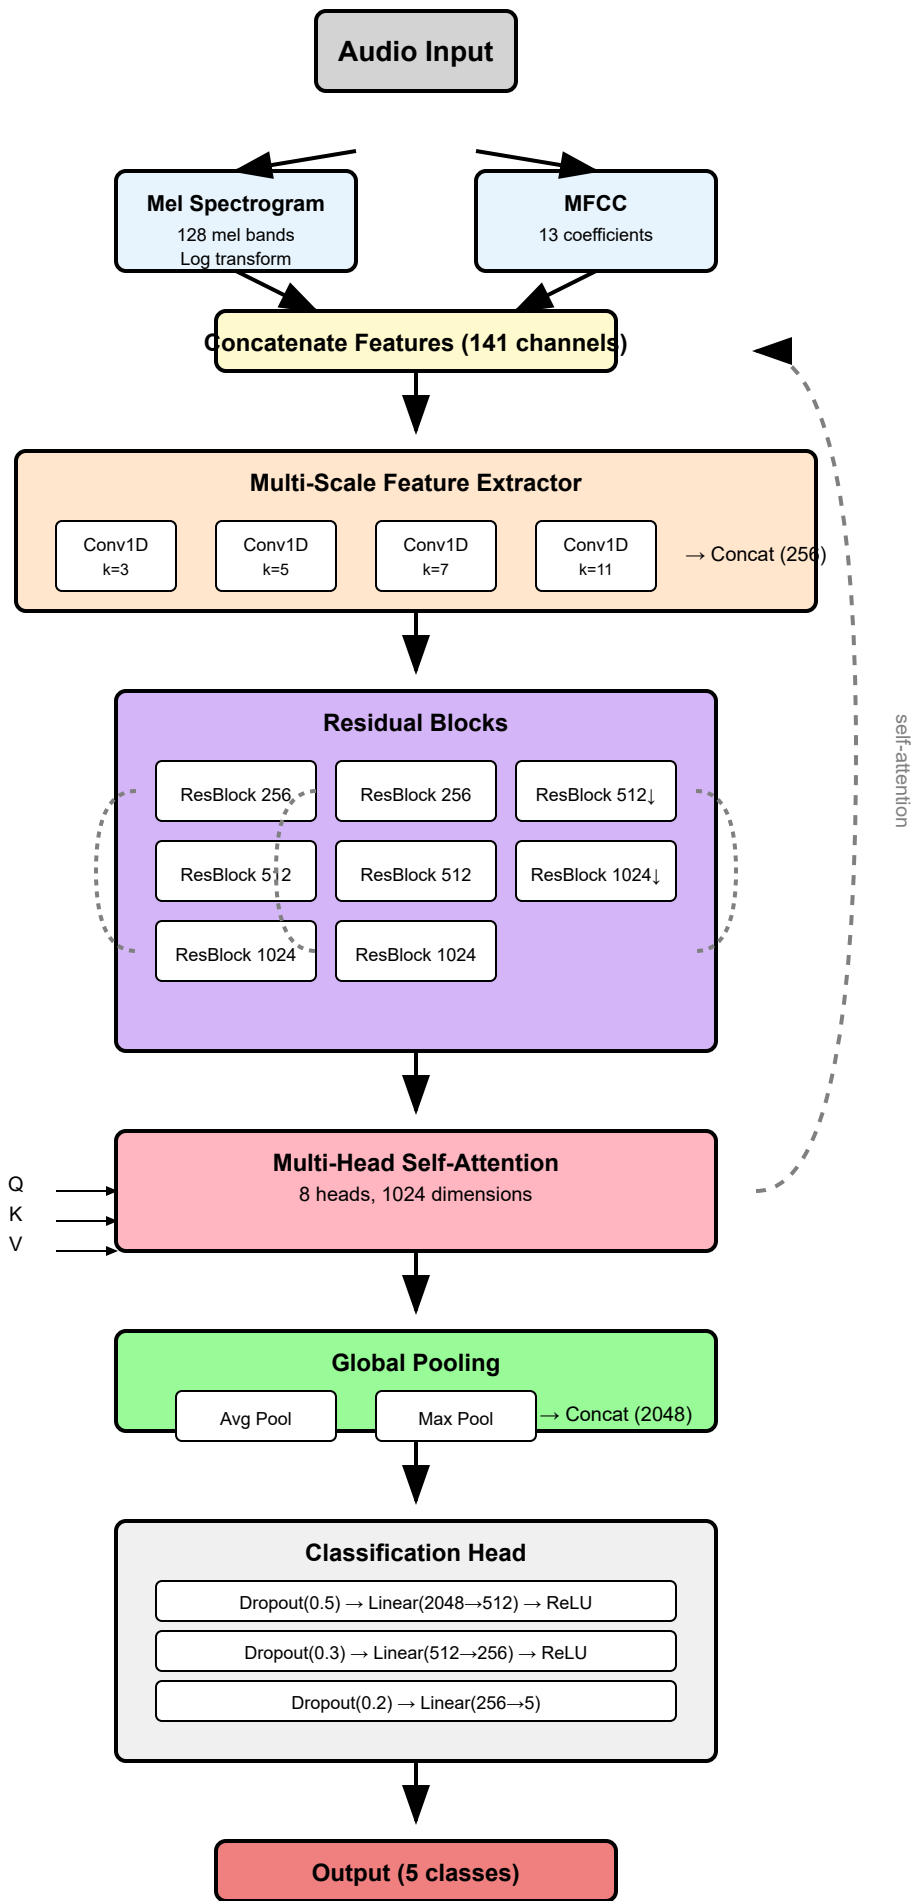 Audio Input
Mel Spectrogram
128 mel bands
Log transform
MFCC
13 coefficients
Concatenate Features (141 channels)
Multi-Scale Feature Extractor
Conv1D
k=3
Conv1D
k=5
Conv1D
k=7
Conv1D
k=11
→ Concat (256)
Residual Blocks
ResBlock 256
ResBlock 256
ResBlock 512↓
ResBlock 512
ResBlock 512
ResBlock 1024↓
ResBlock 1024
ResBlock 1024
self-attention
Multi-Head Self-Attention
8 heads, 1024 dimensions
Q
K
V
Global Pooling
Avg Pool
Max Pool
→ Concat (2048)
Classification Head
Dropout(0.5) → Linear(2048→512) → ReLU
Dropout(0.3) → Linear(512→256) → ReLU
Dropout(0.2) → Linear(256→5)
Output (5 classes)